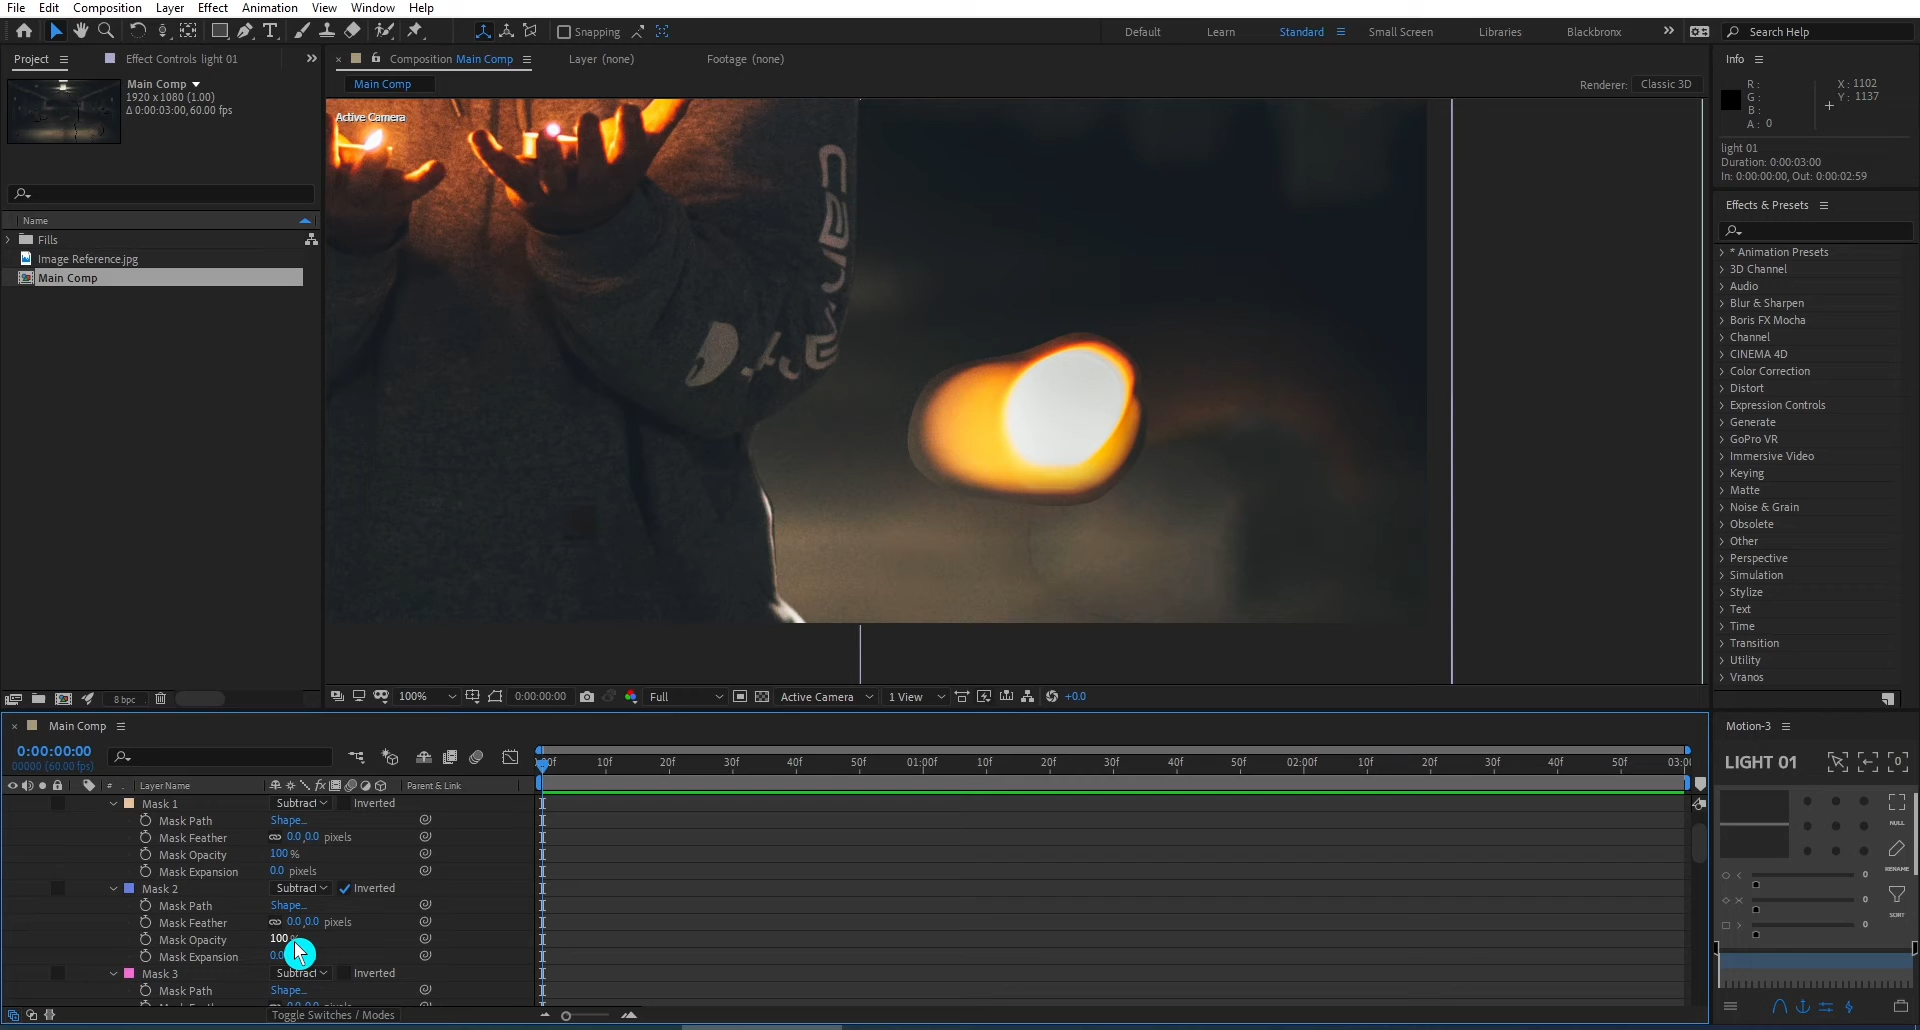 File Edit Composition Layer Effect Animation View Window Help
Snapping
Default Learn Standard Small Screen Libraries Blackbronx Search Help
Project Effect Controls light 01
Composition Main Comp Layer (none) Footage (none)
Main Comp
Renderer: Classic 3D
Main Comp
1920 x 1080 (1.00)
Δ 0:00:03:00, 60.00 fps
Name
Fills
Image Reference.jpg
Main Comp
8 bpc
Active Camera
100% 0:00:00:00 Full Active Camera 1 View +0.0
Info
R: X: 1102
G: Y: 1137
B:
A: 0
light 01
Duration: 0:00:03:00
In: 0:00:00:00, Out: 0:00:02:59
Effects & Presets
* Animation Presets
3D Channel
Audio
Blur & Sharpen
Boris FX Mocha
Channel
CINEMA 4D
Color Correction
Distort
Expression Controls
Generate
GoPro VR
Immersive Video
Keying
Matte
Noise & Grain
Obsolete
Other
Perspective
Simulation
Stylize
Text
Time
Transition
Utility
Vranos
Main Comp
0:00:00:00
00000 (60.00 fps)
10f 20f 30f 40f 50f 01:00f 10f 20f 30f 40f 50f 02:00f 10f 20f 30f 40f 50f 03:0
# Layer Name Parent & Link
Mask 1 Subtract Inverted
Mask Path Shape...
Mask Feather 0.0,0.0 pixels
Mask Opacity 100 %
Mask Expansion 0.0 pixels
Mask 2 Subtract Inverted
Mask Path Shape...
Mask Feather 0.0,0.0 pixels
Mask Opacity 100 %
Mask Expansion 0.0
Mask 3 Subtract Inverted
Mask Path Shape...
Toggle Switches / Modes
Motion-3
LIGHT 01
NULL
RENAME
SORT
0
0
0